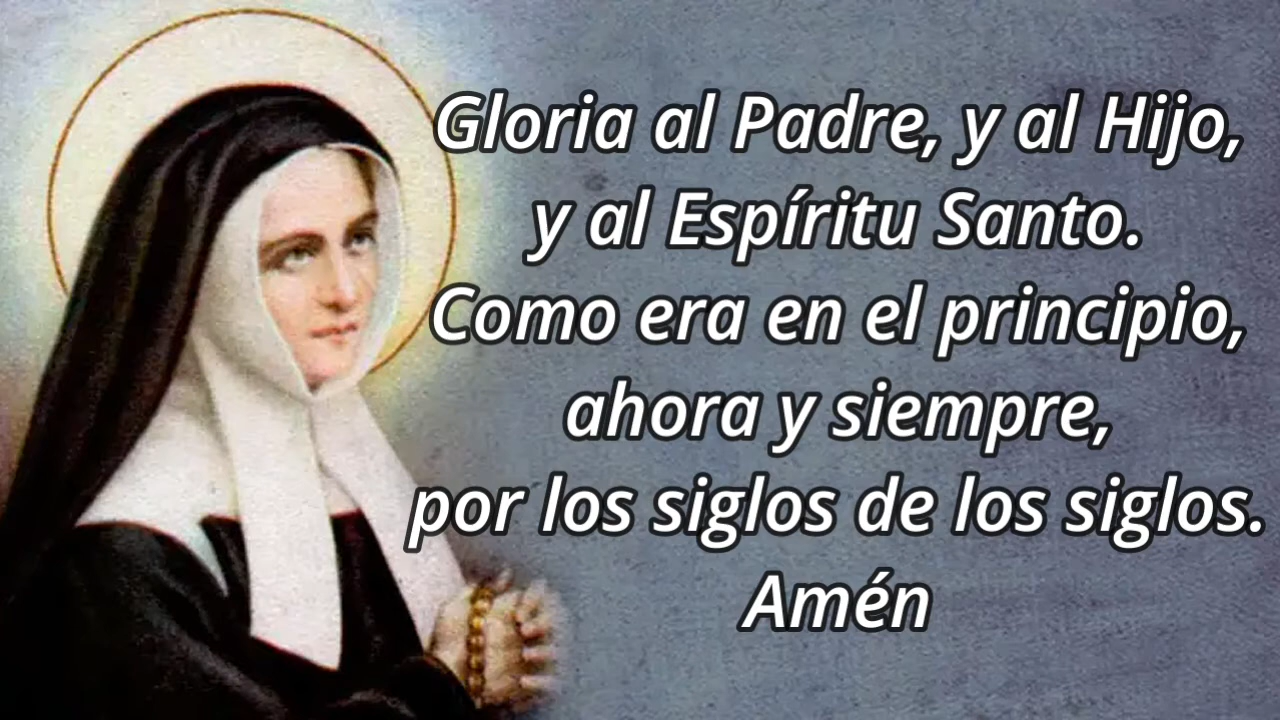 Gloria al Padre, y al Hijo,
y al Espíritu Santo.
Como era en el principio,
ahora y siempre,
por los siglos de los siglos.
Amén